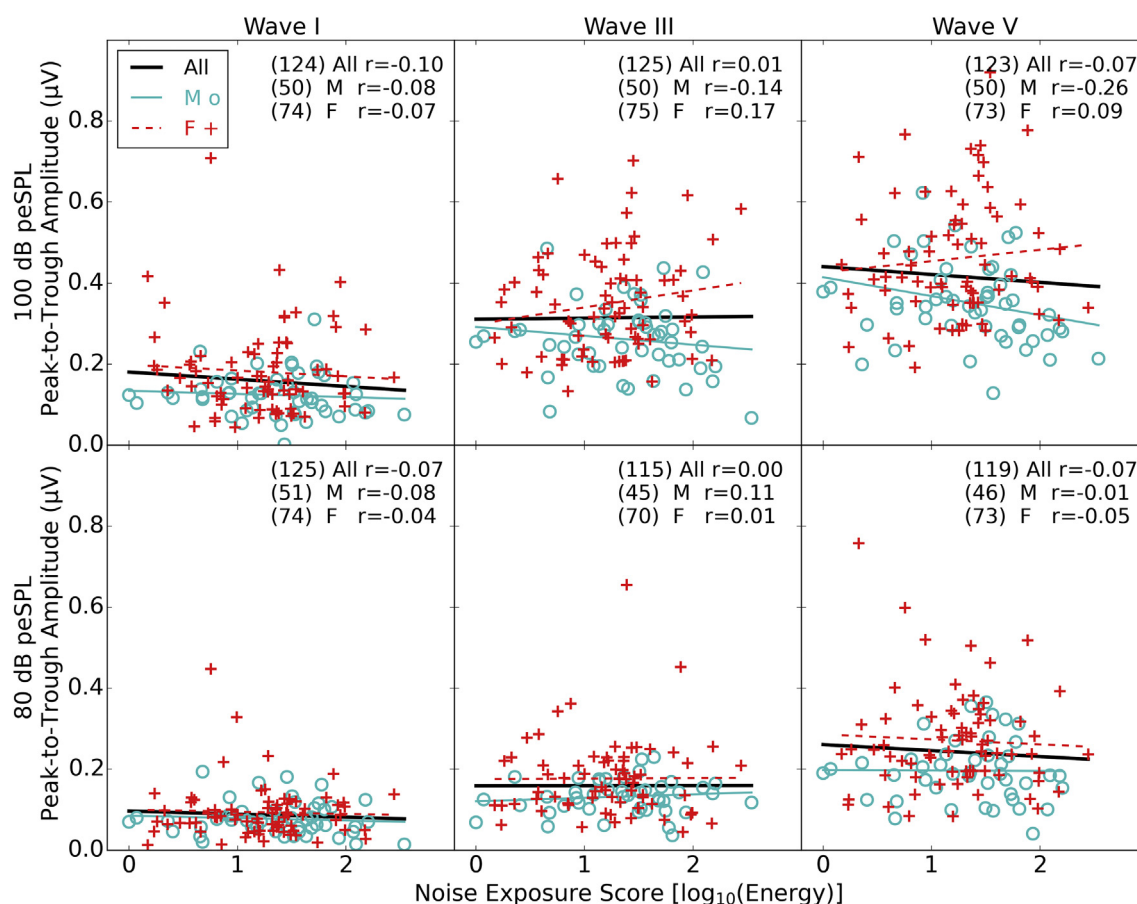 Wave I
Wave III
Wave V
100 dB peSPL
Peak-to-Trough Amplitude (µV)
0.8
0.6
0.4
0.2
0.0
All
M o
F +
(124) All r=-0.10
(50) M r=-0.08
(74) F r=-0.07
(125) All r=0.01
(50) M r=-0.14
(75) F r=0.17
(123) All r=-0.07
(50) M r=-0.26
(73) F r=0.09
80 dB peSPL
Peak-to-Trough Amplitude (µV)
0.8
0.6
0.4
0.2
0.0
(125) All r=-0.07
(51) M r=-0.08
(74) F r=-0.04
(115) All r=0.00
(45) M r=0.11
(70) F r=0.01
(119) All r=-0.07
(46) M r=-0.01
(73) F r=-0.05
0 1 2 0 1 2 0 1 2
Noise Exposure Score [log₁₀(Energy)]